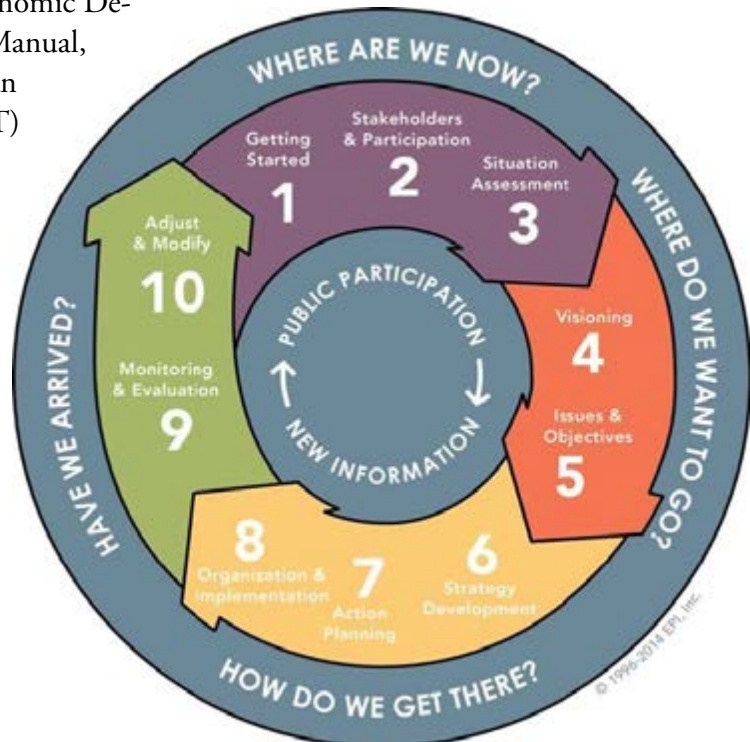 nomic De-
Manual,
n
T)
WHERE ARE WE NOW?
Getting
Started
1
Stakeholders
& Participation
2
Situation
Assessment
3
WHERE DO WE WANT TO GO?
Visioning
4
Issues &
Objectives
5
HOW DO WE GET THERE?
6
Strategy
Development
7
Action
Planning
8
Organization &
Implementation
HAVE WE ARRIVED?
Monitoring
& Evaluation
9
Adjust
& Modify
10
PUBLIC PARTICIPATION
NEW INFORMATION
© 1996-2014 EPI, Inc.